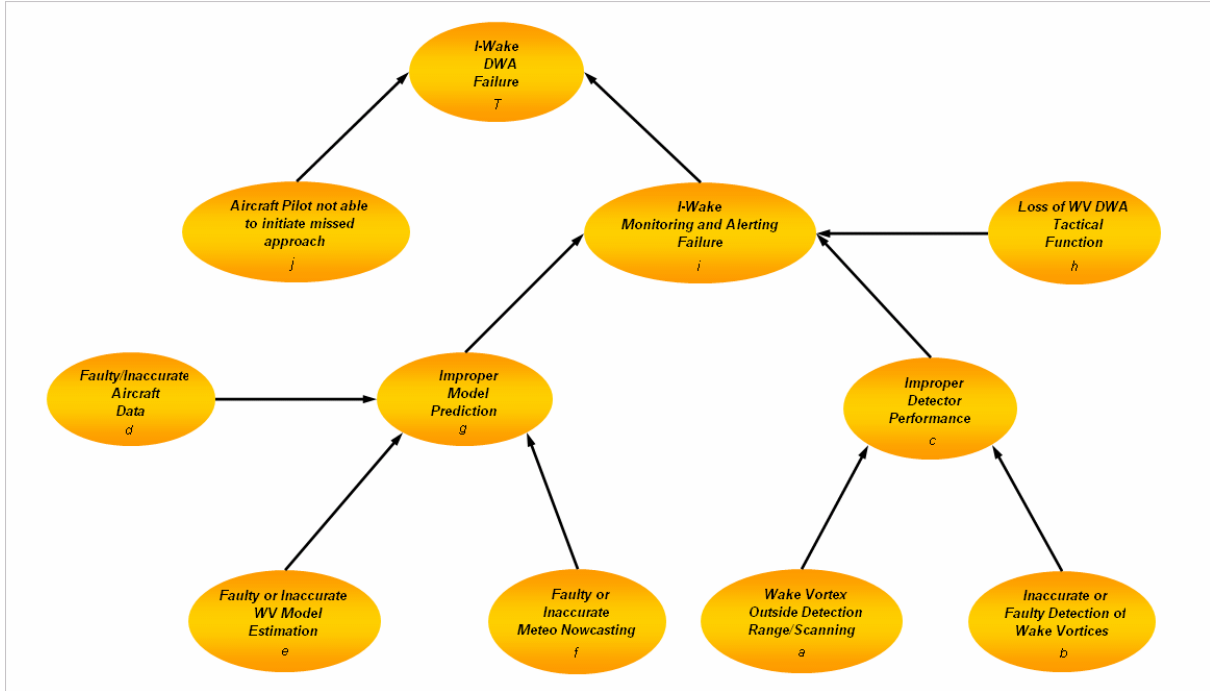 I-Wake
DWA
Failure
T
Aircraft Pilot not able
to initiate missed
approach
j
I-Wake
Monitoring and Alerting
Failure
i
Loss of WV DWA
Tactical
Function
h
Faulty/Inaccurate
Aircraft
Data
d
Improper
Model
Prediction
g
Improper
Detector
Performance
c
Faulty or Inaccurate
WV Model
Estimation
e
Faulty or
Inaccurate
Meteo Nowcasting
f
Wake Vortex
Outside Detection
Range/Scanning
a
Inaccurate or
Faulty Detection of
Wake Vortices
b